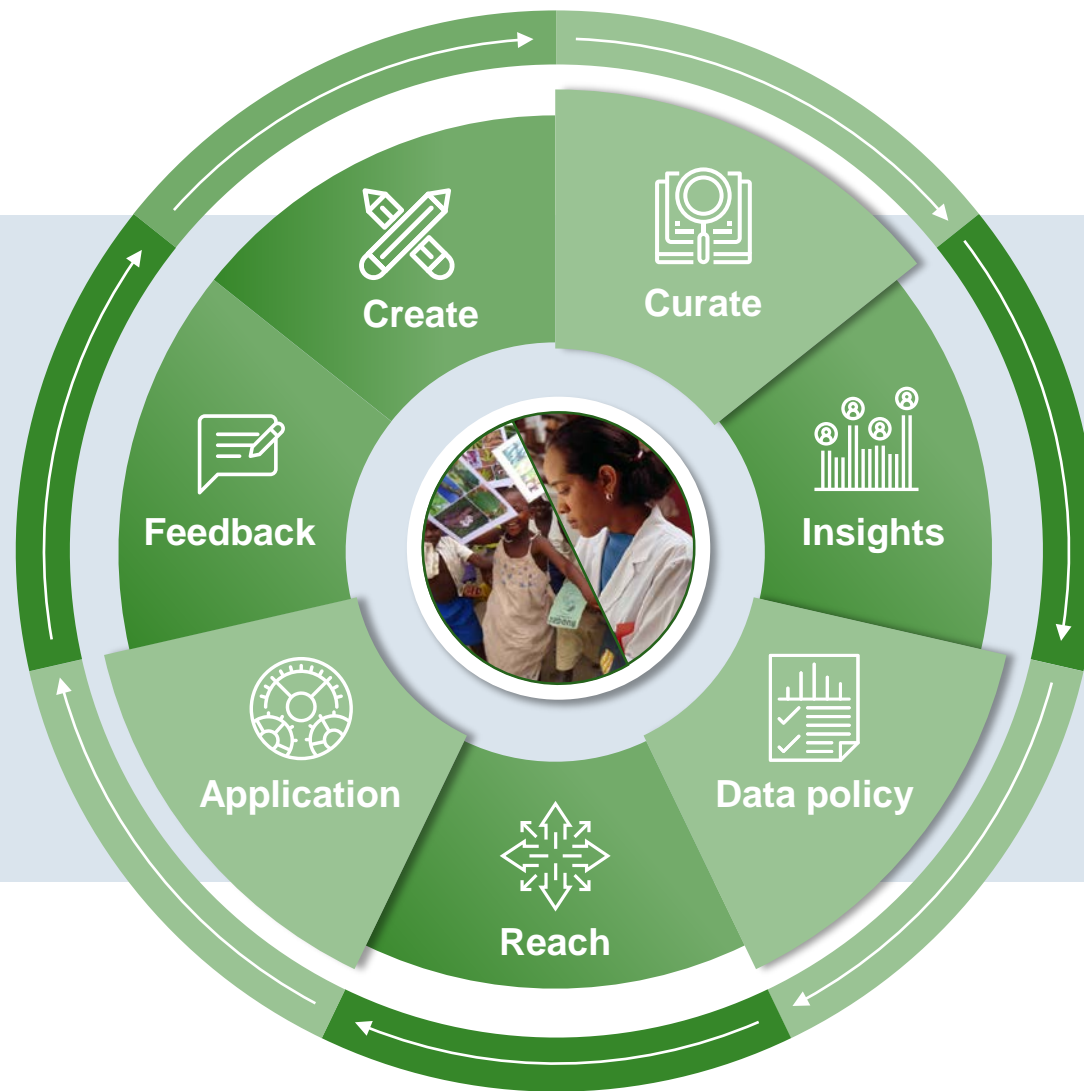 Create
Curate
Insights
Data policy
Reach
Application
Feedback